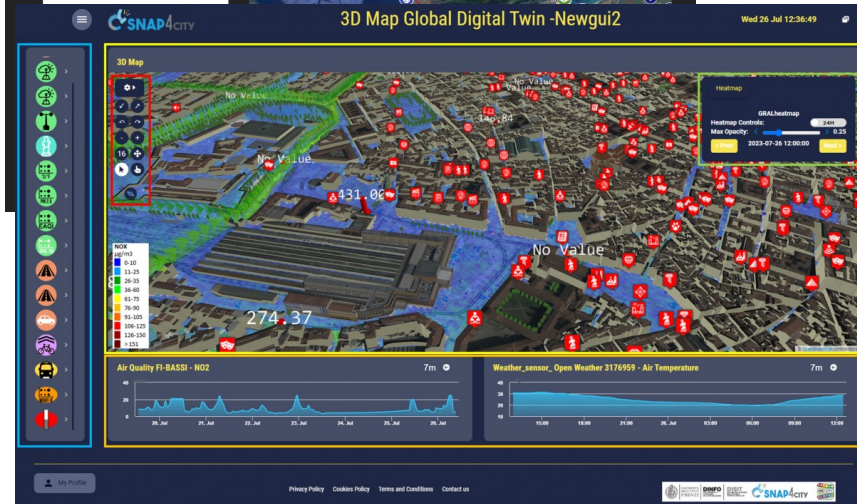 SNAP4CITY
3D Map Global Digital Twin -Newgui2
Wed 26 Jul 12:36:49
3D Map
No Value
No Value
Value
146.84
No Value
431.00
No Value
274.37
16
Heatmap
GRALheatmap
Heatmap Controls:
24H
Max Opacity:
0.25
< Prev
2023-07-26 12:00:00
Next >
NOX
µg/m3
0-10
11-25
26-35
36-60
61-75
76-90
91-105
106-125
126-150
> 151
Air Quality FI-BASSI - NO2
7m
40
20
0
20. Jul
21. Jul
22. Jul
23. Jul
24. Jul
25. Jul
26. Jul
Weather_sensor_ Open Weather 3176959 - Air Temperature
7m
40
30
20
10
15:00
18:00
21:00
26. Jul
03:00
06:00
09:00
12:00
My Profile
Privacy Policy
Cookies Policy
Terms and Conditions
Contact us
DINFO
DISIT
SNAP4CITY